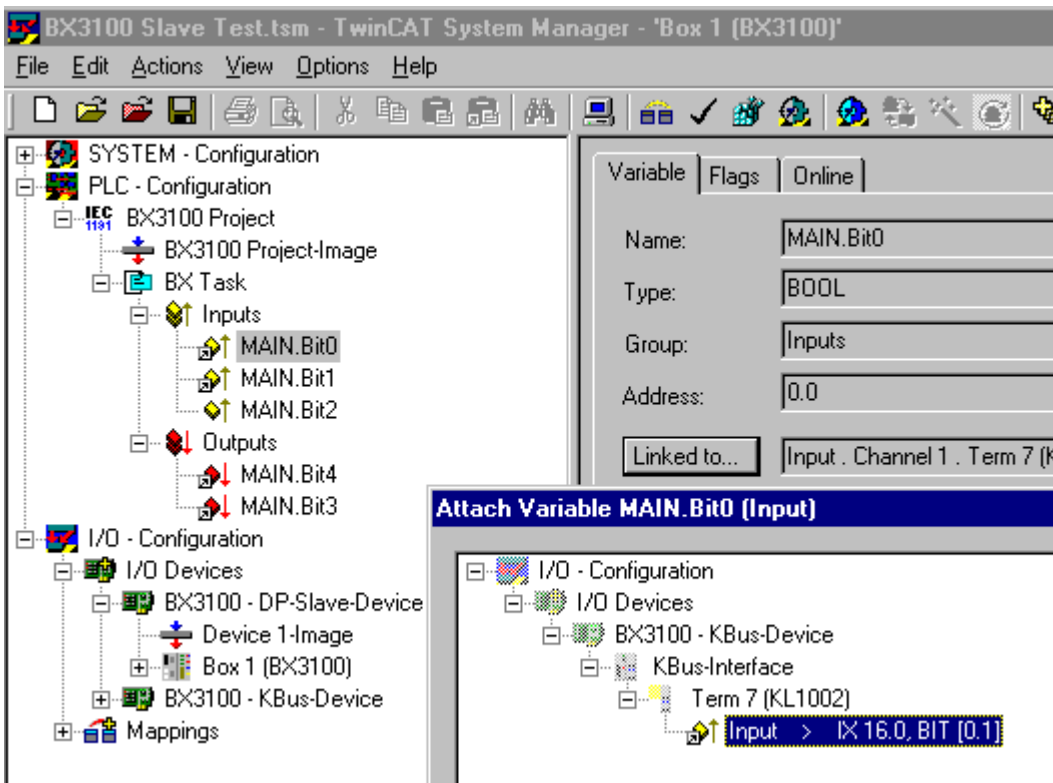 BX3100 Slave Test.tsm - TwinCAT System Manager - 'Box 1 (BX3100)'
File Edit Actions View Options Help
SYSTEM - Configuration
PLC - Configuration
IEC 1131 BX3100 Project
BX3100 Project-Image
BX Task
Inputs
MAIN.Bit0
MAIN.Bit1
MAIN.Bit2
Outputs
MAIN.Bit4
MAIN.Bit3
I/O - Configuration
I/O Devices
BX3100 - DP-Slave-Device
Device 1-Image
Box 1 (BX3100)
BX3100 - KBus-Device
Mappings
Variable Flags Online
Name: MAIN.Bit0
Type: BOOL
Group: Inputs
Address: 0.0
Linked to... Input . Channel 1 . Term 7 (K
Attach Variable MAIN.Bit0 (Input)
I/O - Configuration
I/O Devices
BX3100 - KBus-Device
KBus-Interface
Term 7 (KL1002)
Input > IX 16.0, BIT [0.1]